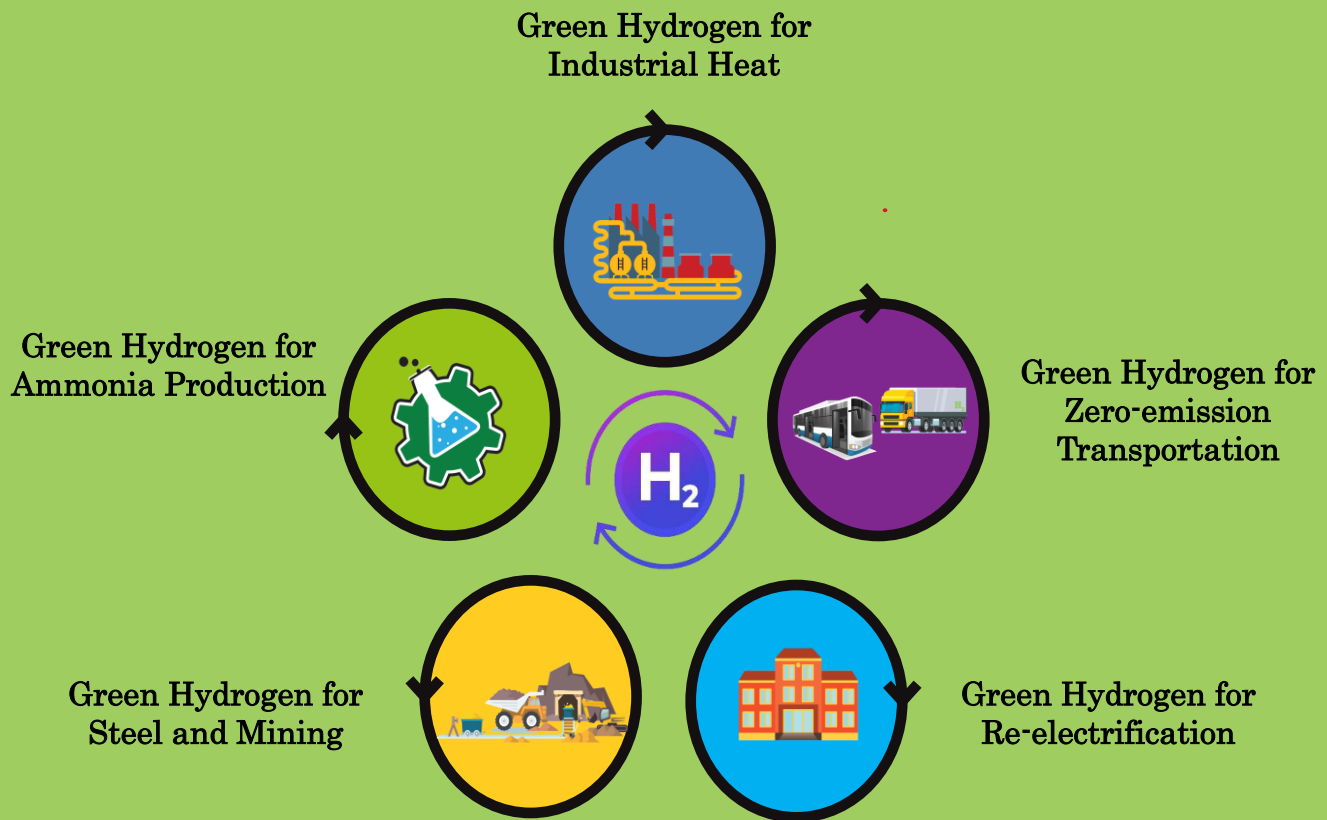 Green Hydrogen for
Industrial Heat
Green Hydrogen for
Ammonia Production
Green Hydrogen for
Zero-emission
Transportation
H₂
Green Hydrogen for
Steel and Mining
Green Hydrogen for
Re-electrification